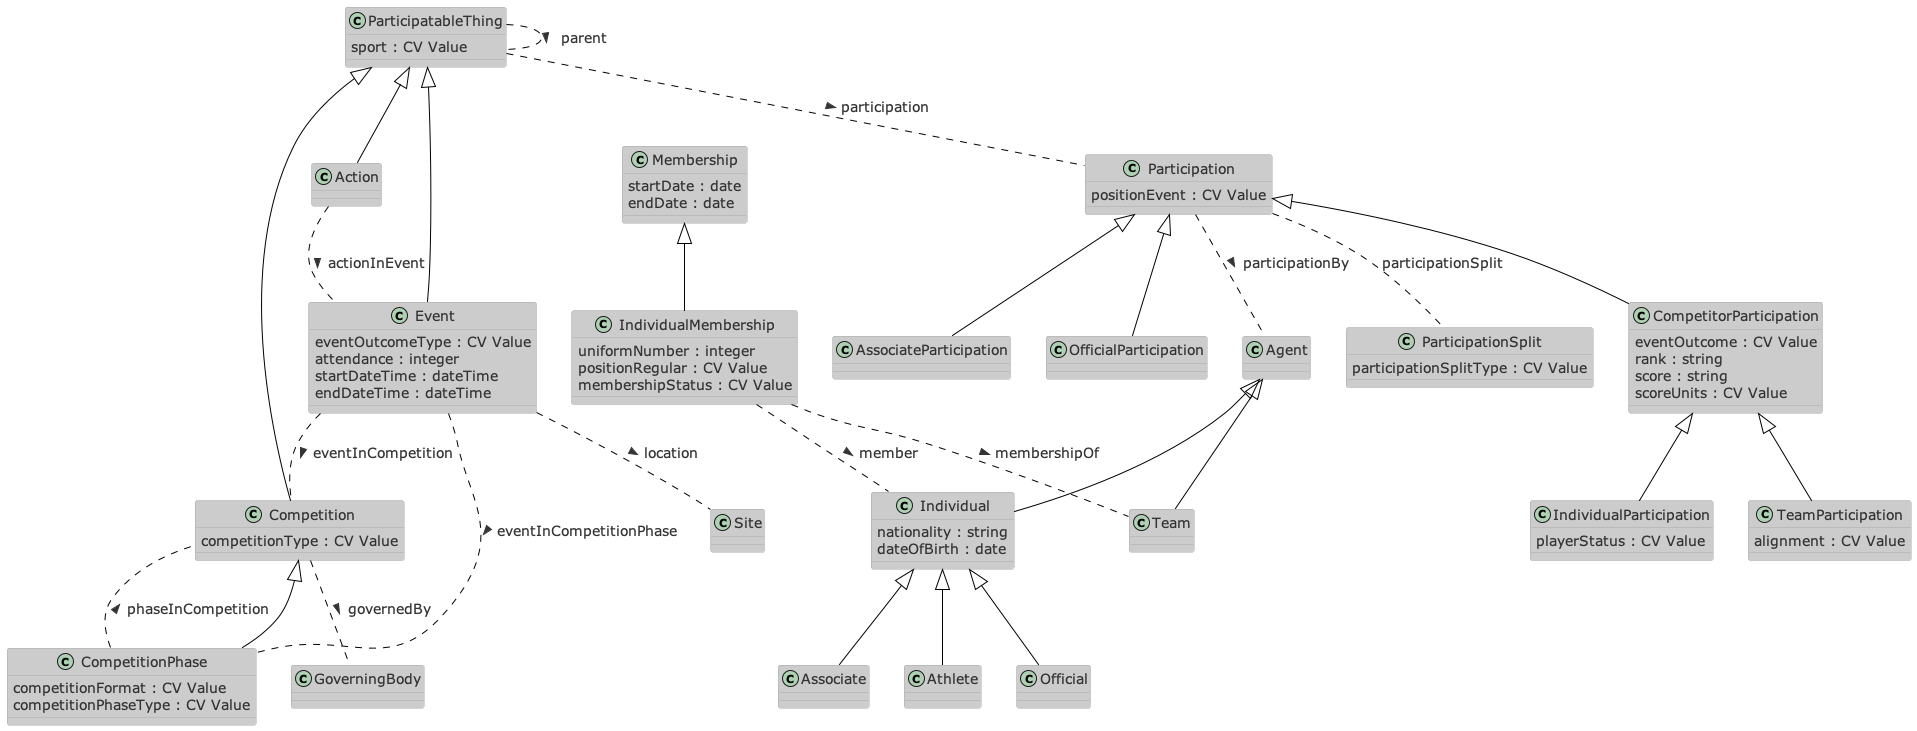 C ParticipatableThing
sport : CV Value
parent
participation
C Action
C Membership
startDate : date
endDate : date
C Participation
positionEvent : CV Value
actionInEvent
participationBy
participationSplit
C Event
eventOutcomeType : CV Value
attendance : integer
startDateTime : dateTime
endDateTime : dateTime
C IndividualMembership
uniformNumber : integer
positionRegular : CV Value
membershipStatus : CV Value
C AssociateParticipation
C OfficialParticipation
C Agent
C ParticipationSplit
participationSplitType : CV Value
C CompetitorParticipation
eventOutcome : CV Value
rank : string
score : string
scoreUnits : CV Value
eventInCompetition
location
member
membershipOf
C Competition
competitionType : CV Value
eventInCompetitionPhase
C Site
C Individual
nationality : string
dateOfBirth : date
C Team
C IndividualParticipation
playerStatus : CV Value
C TeamParticipation
alignment : CV Value
phaseInCompetition
governedBy
C CompetitionPhase
competitionFormat : CV Value
competitionPhaseType : CV Value
C GoverningBody
C Associate
C Athlete
C Official